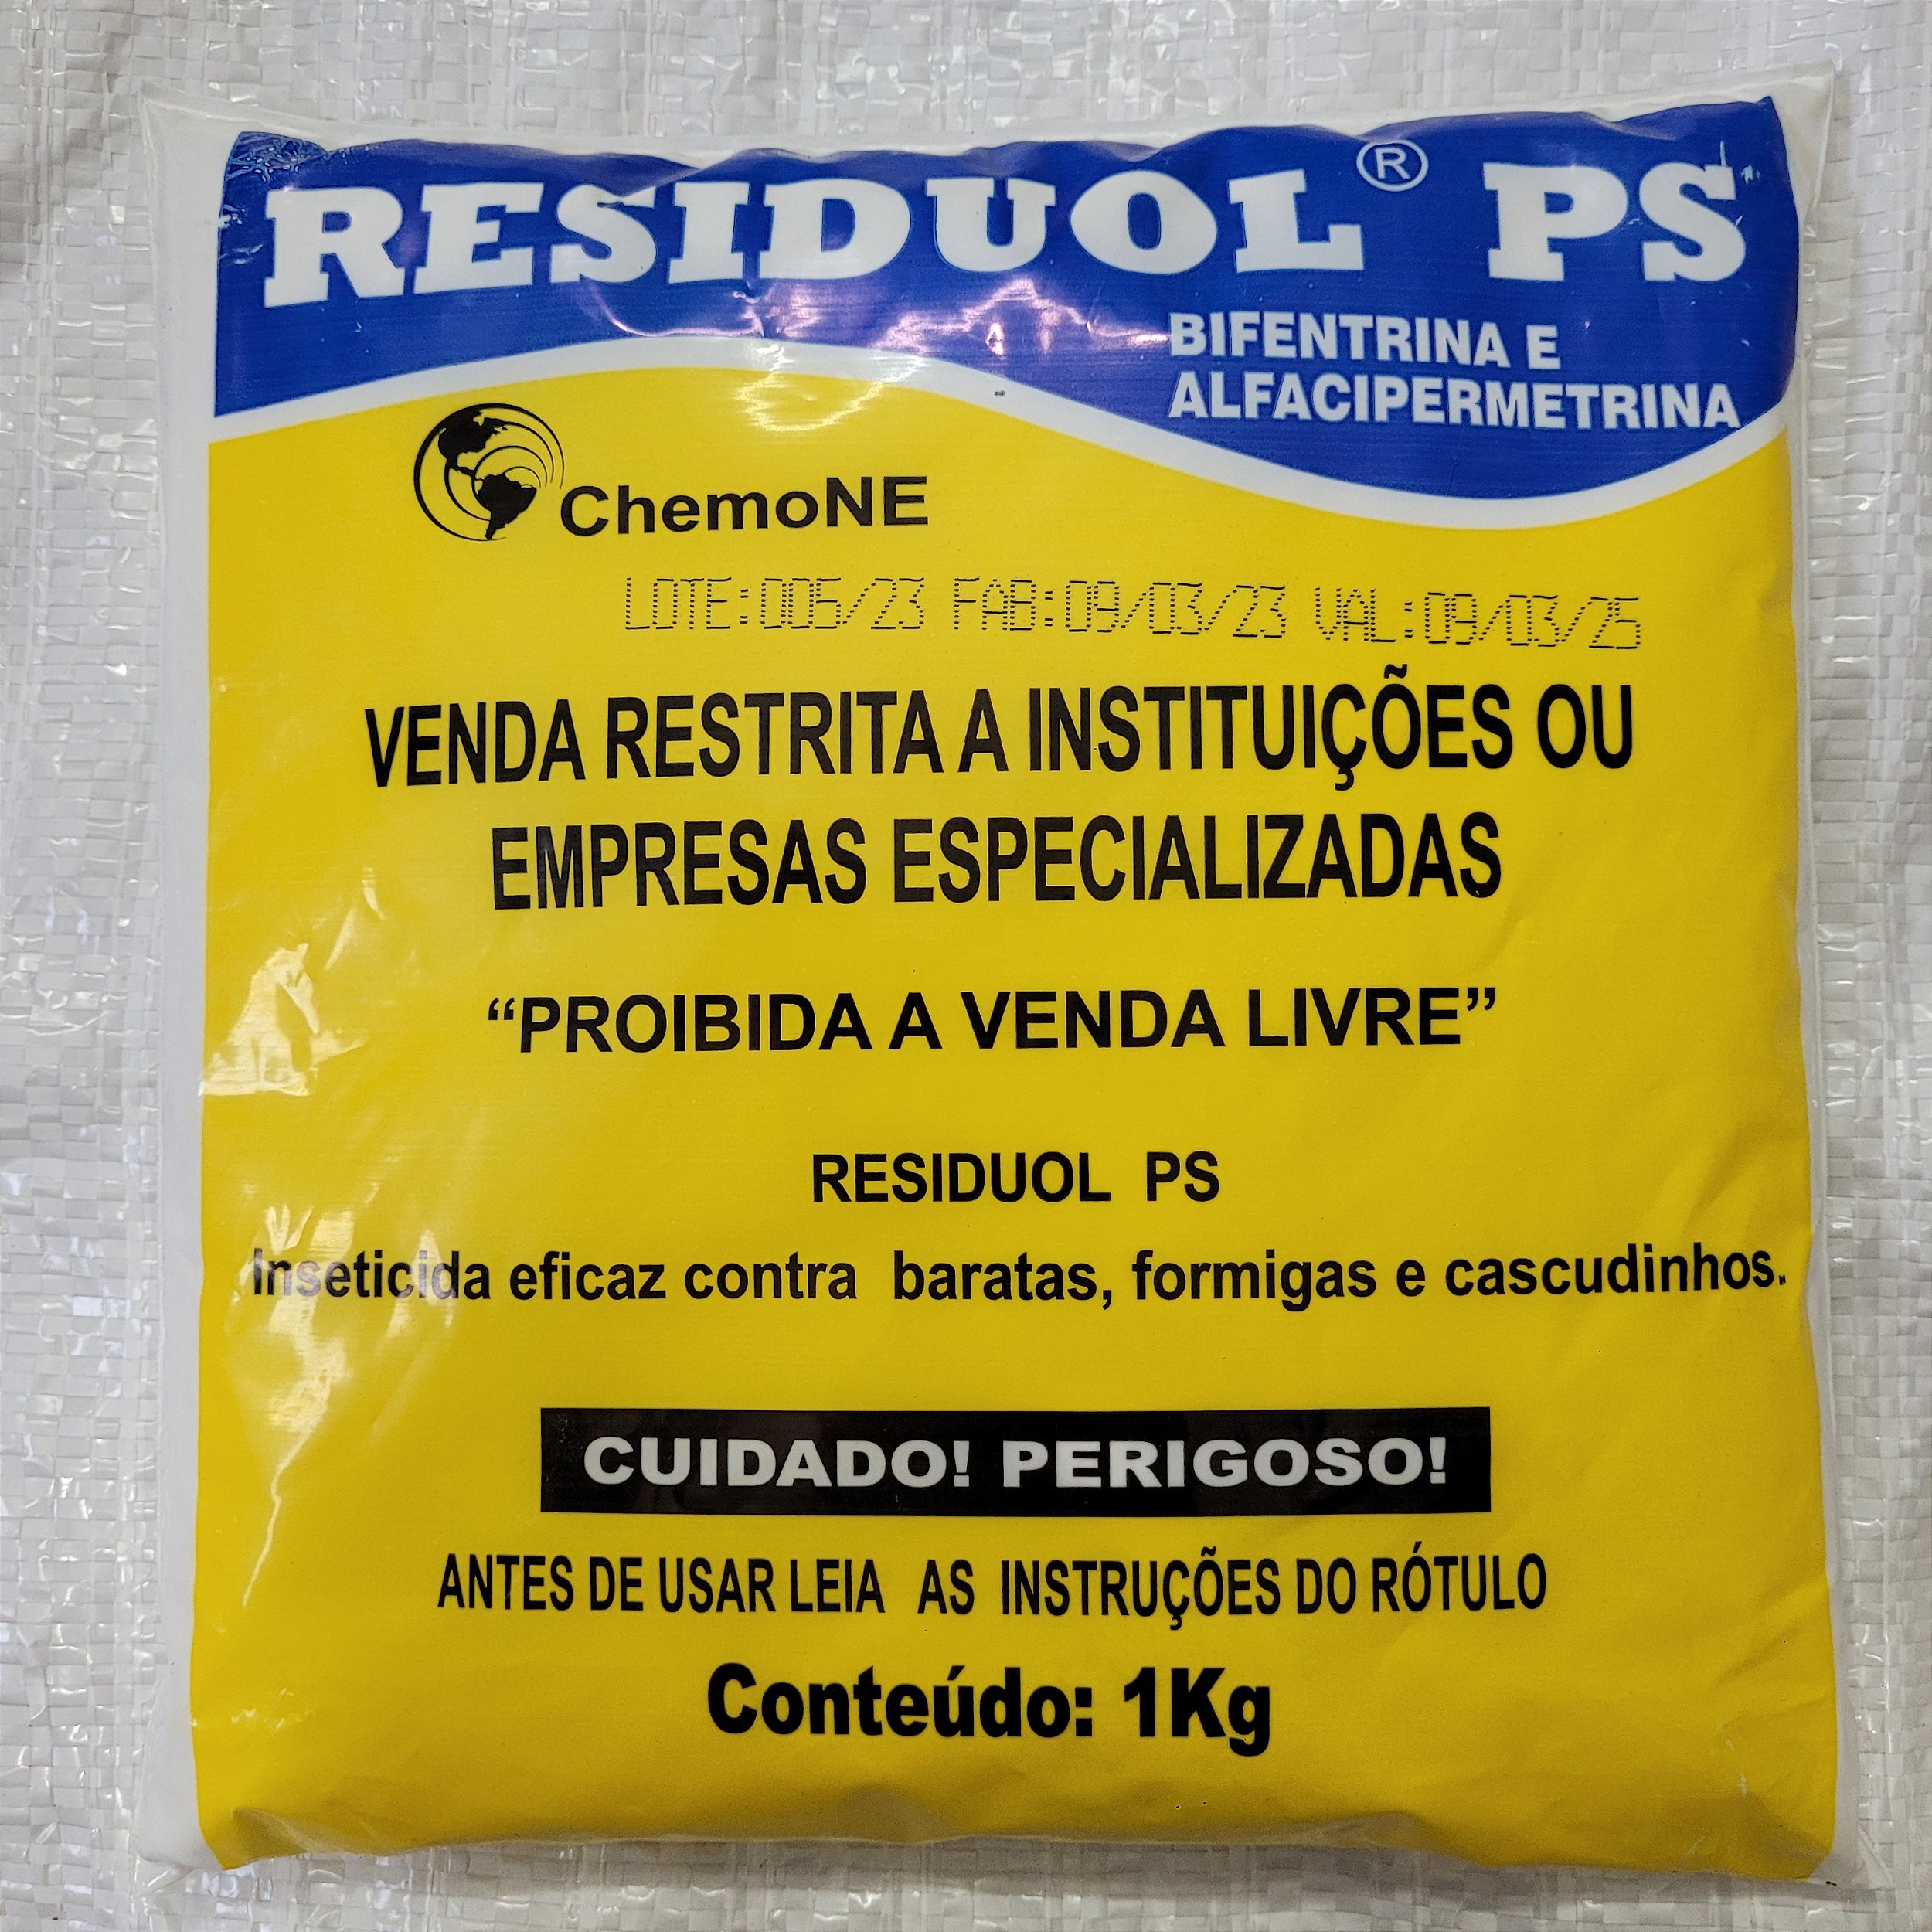 RESIDUOL® PS
BIFENTRINA E
ALFACIPERMETRINA
ChemoNE
LOTE:005/23 FAB:09/03/23 VAL:09/03/25
VENDA RESTRITA A INSTITUIÇÕES OU
EMPRESAS ESPECIALIZADAS
“PROIBIDA A VENDA LIVRE”
RESIDUOL PS
Inseticida eficaz contra baratas, formigas e cascudinhos.
CUIDADO! PERIGOSO!
ANTES DE USAR LEIA AS INSTRUÇÕES DO RÓTULO
Conteúdo: 1Kg